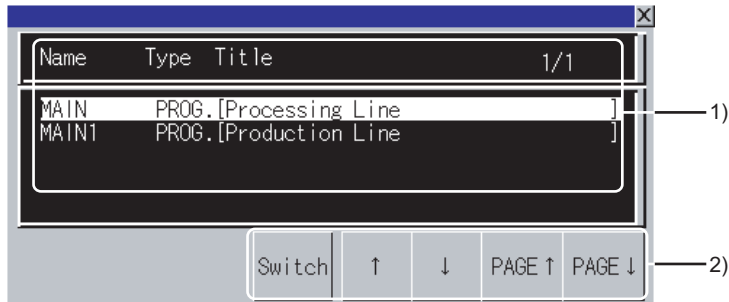 X
Name Type Title 1/1
MAIN PROG.[Processing Line ]
MAIN1 PROG.[Production Line ]
1)
Switch ↑ ↓ PAGE↑ PAGE↓
2)